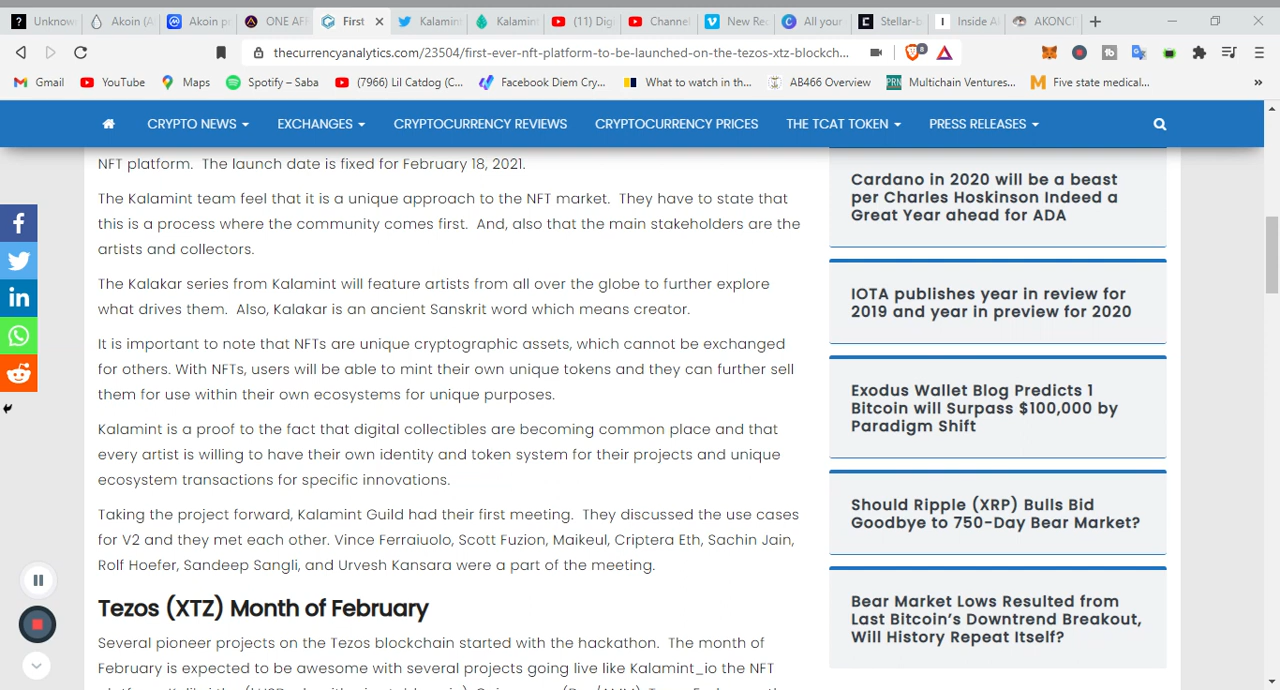 Unknow
Akoin (A
Akoin p
ONE AFF
First
Kalamin
Kalamin
(11) Digi
Channel
New Re
All your
Stellar-b
Inside A
AKONCI
thecurrencyanalytics.com/23504/first-ever-nft-platform-to-be-launched-on-the-tezos-xtz-blockch...
8
Gmail
YouTube
Maps
Spotify – Saba
(7966) Lil Catdog (C...
Facebook Diem Cry...
What to watch in th...
AB466 Overview
Multichain Ventures...
Five state medical...
»
CRYPTO NEWS
EXCHANGES
CRYPTOCURRENCY REVIEWS
CRYPTOCURRENCY PRICES
THE TCAT TOKEN
PRESS RELEASES
NFT platform. The launch date is fixed for February 18, 2021.
The Kalamint team feel that it is a unique approach to the NFT market. They have to state that
this is a process where the community comes first. And, also that the main stakeholders are the
artists and collectors.
The Kalakar series from Kalamint will feature artists from all over the globe to further explore
what drives them. Also, Kalakar is an ancient Sanskrit word which means creator.
It is important to note that NFTs are unique cryptographic assets, which cannot be exchanged
for others. With NFTs, users will be able to mint their own unique tokens and they can further sell
them for use within their own ecosystems for unique purposes.
Kalamint is a proof to the fact that digital collectibles are becoming common place and that
every artist is willing to have their own identity and token system for their projects and unique
ecosystem transactions for specific innovations.
Taking the project forward, Kalamint Guild had their first meeting. They discussed the use cases
for V2 and they met each other. Vince Ferraiuolo, Scott Fuzion, Maikeul, Criptera Eth, Sachin Jain,
Rolf Hoefer, Sandeep Sangli, and Urvesh Kansara were a part of the meeting.
Tezos (XTZ) Month of February
Several pioneer projects on the Tezos blockchain started with the hackathon. The month of
February is expected to be awesome with several projects going live like Kalamint_io the NFT
Cardano in 2020 will be a beast
per Charles Hoskinson Indeed a
Great Year ahead for ADA
IOTA publishes year in review for
2019 and year in preview for 2020
Exodus Wallet Blog Predicts 1
Bitcoin will Surpass $100,000 by
Paradigm Shift
Should Ripple (XRP) Bulls Bid
Goodbye to 750-Day Bear Market?
Bear Market Lows Resulted from
Last Bitcoin's Downtrend Breakout,
Will History Repeat Itself?